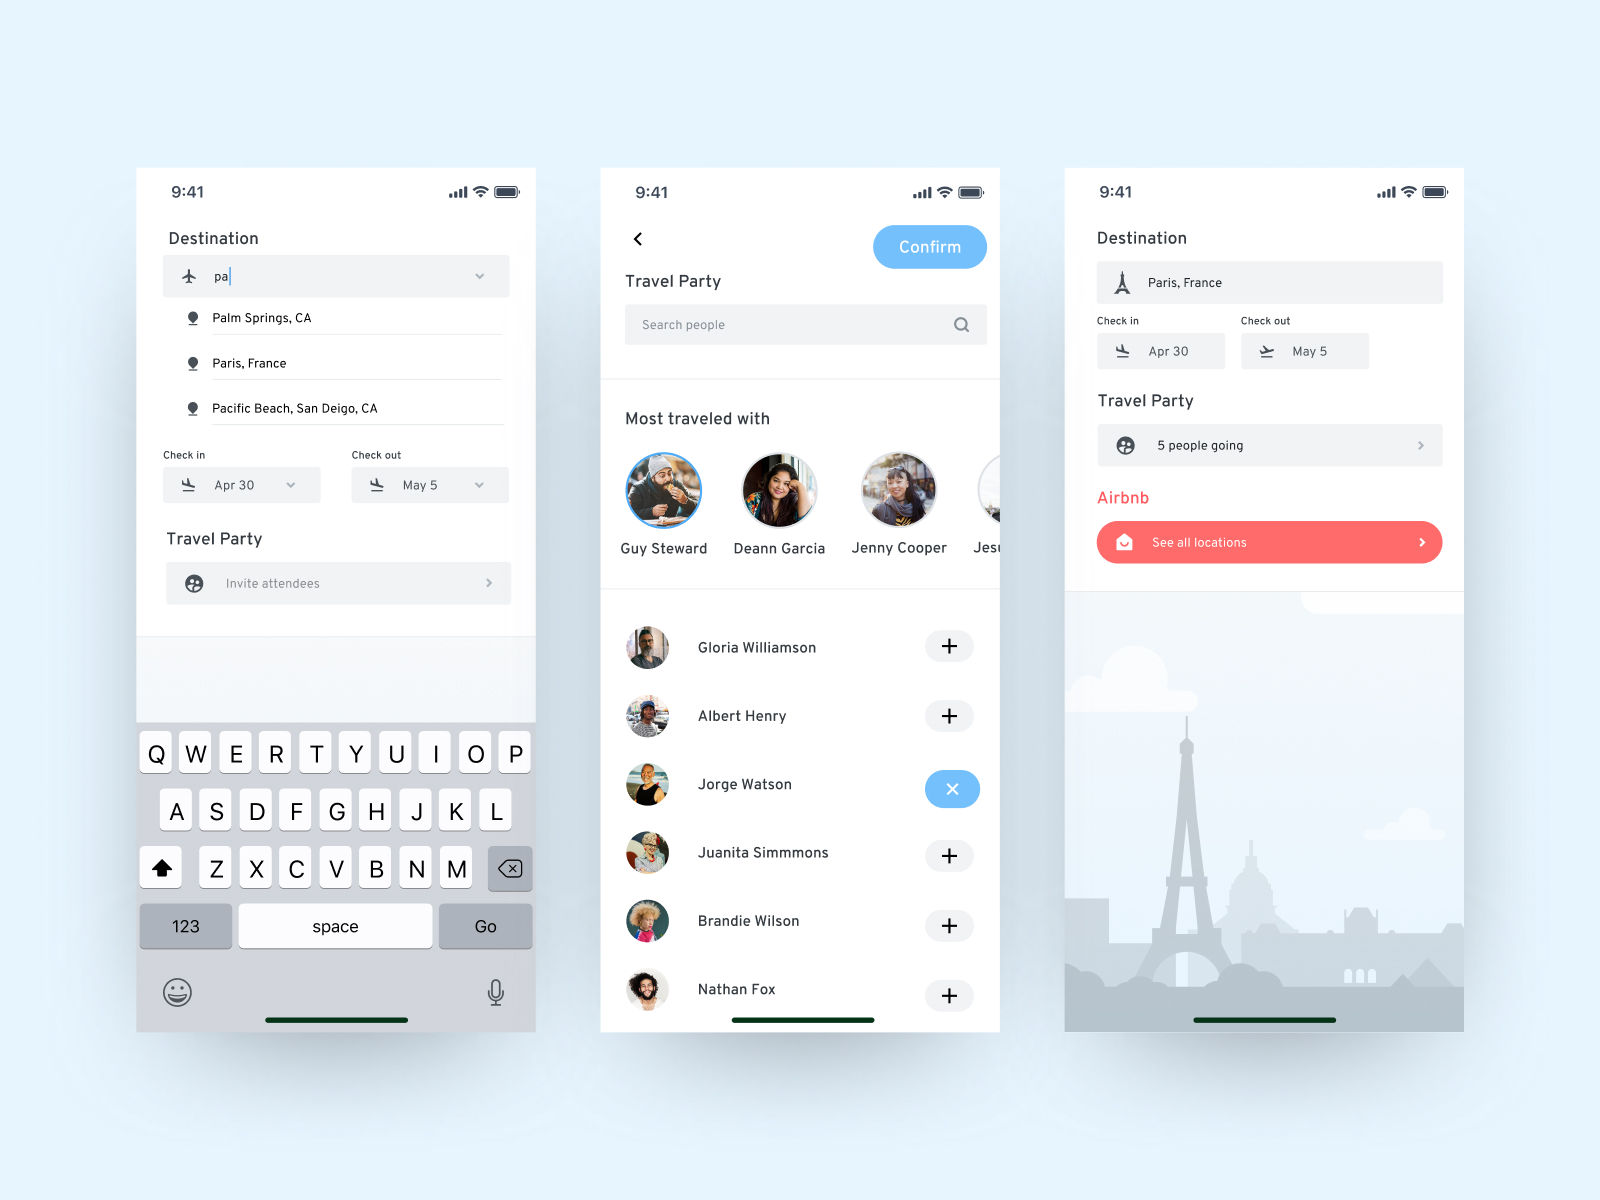 9:41
Destination
pa
Palm Springs, CA
Paris, France
Pacific Beach, San Deigo, CA
Check in
Check out
Apr 30
May 5
Travel Party
Invite attendees
Q W E R T Y U I O P
A S D F G H J K L
Z X C V B N M
123
space
Go
9:41
Confirm
Travel Party
Search people
Most traveled with
Guy Steward
Deann Garcia
Jenny Cooper
Jesu
Gloria Williamson
Albert Henry
Jorge Watson
Juanita Simmmons
Brandie Wilson
Nathan Fox
9:41
Destination
Paris, France
Check in
Check out
Apr 30
May 5
Travel Party
5 people going
Airbnb
See all locations